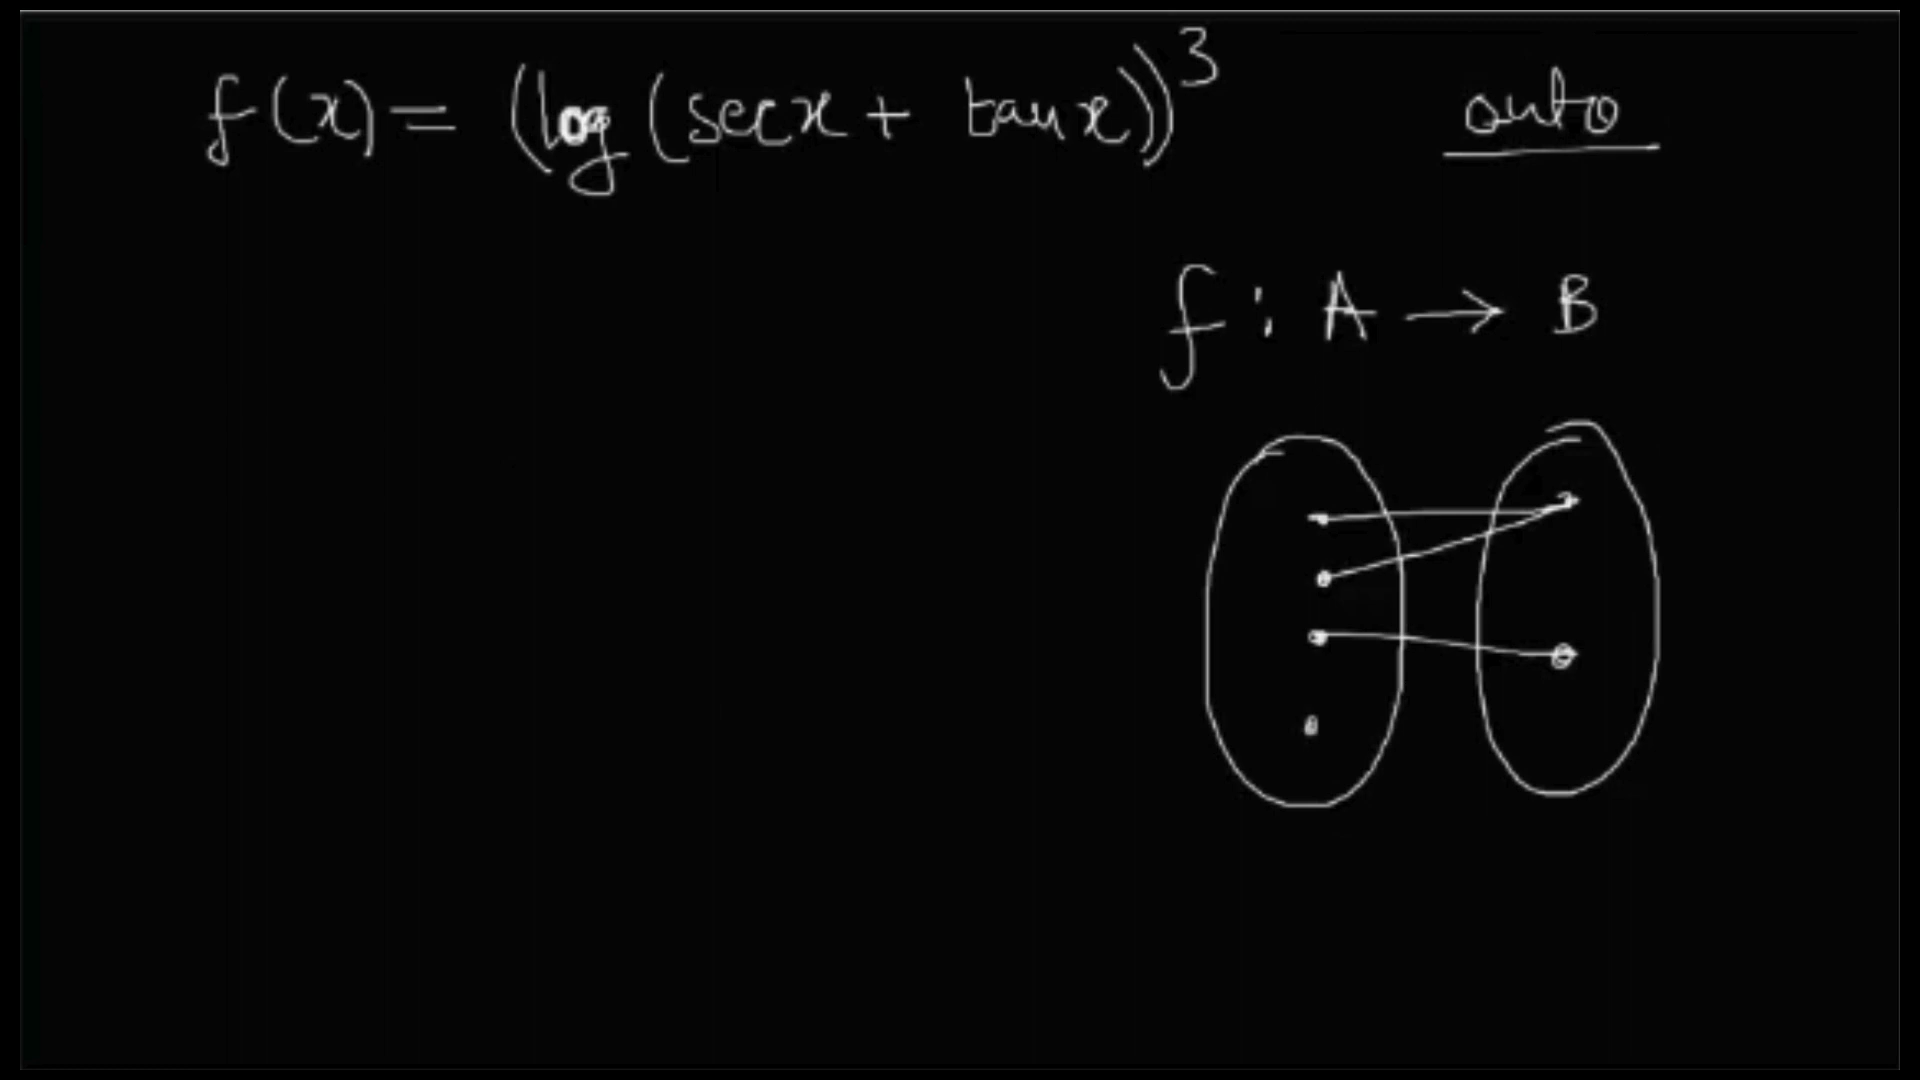 f(x) = (log (secx + tanx))³ onto
f : A → B